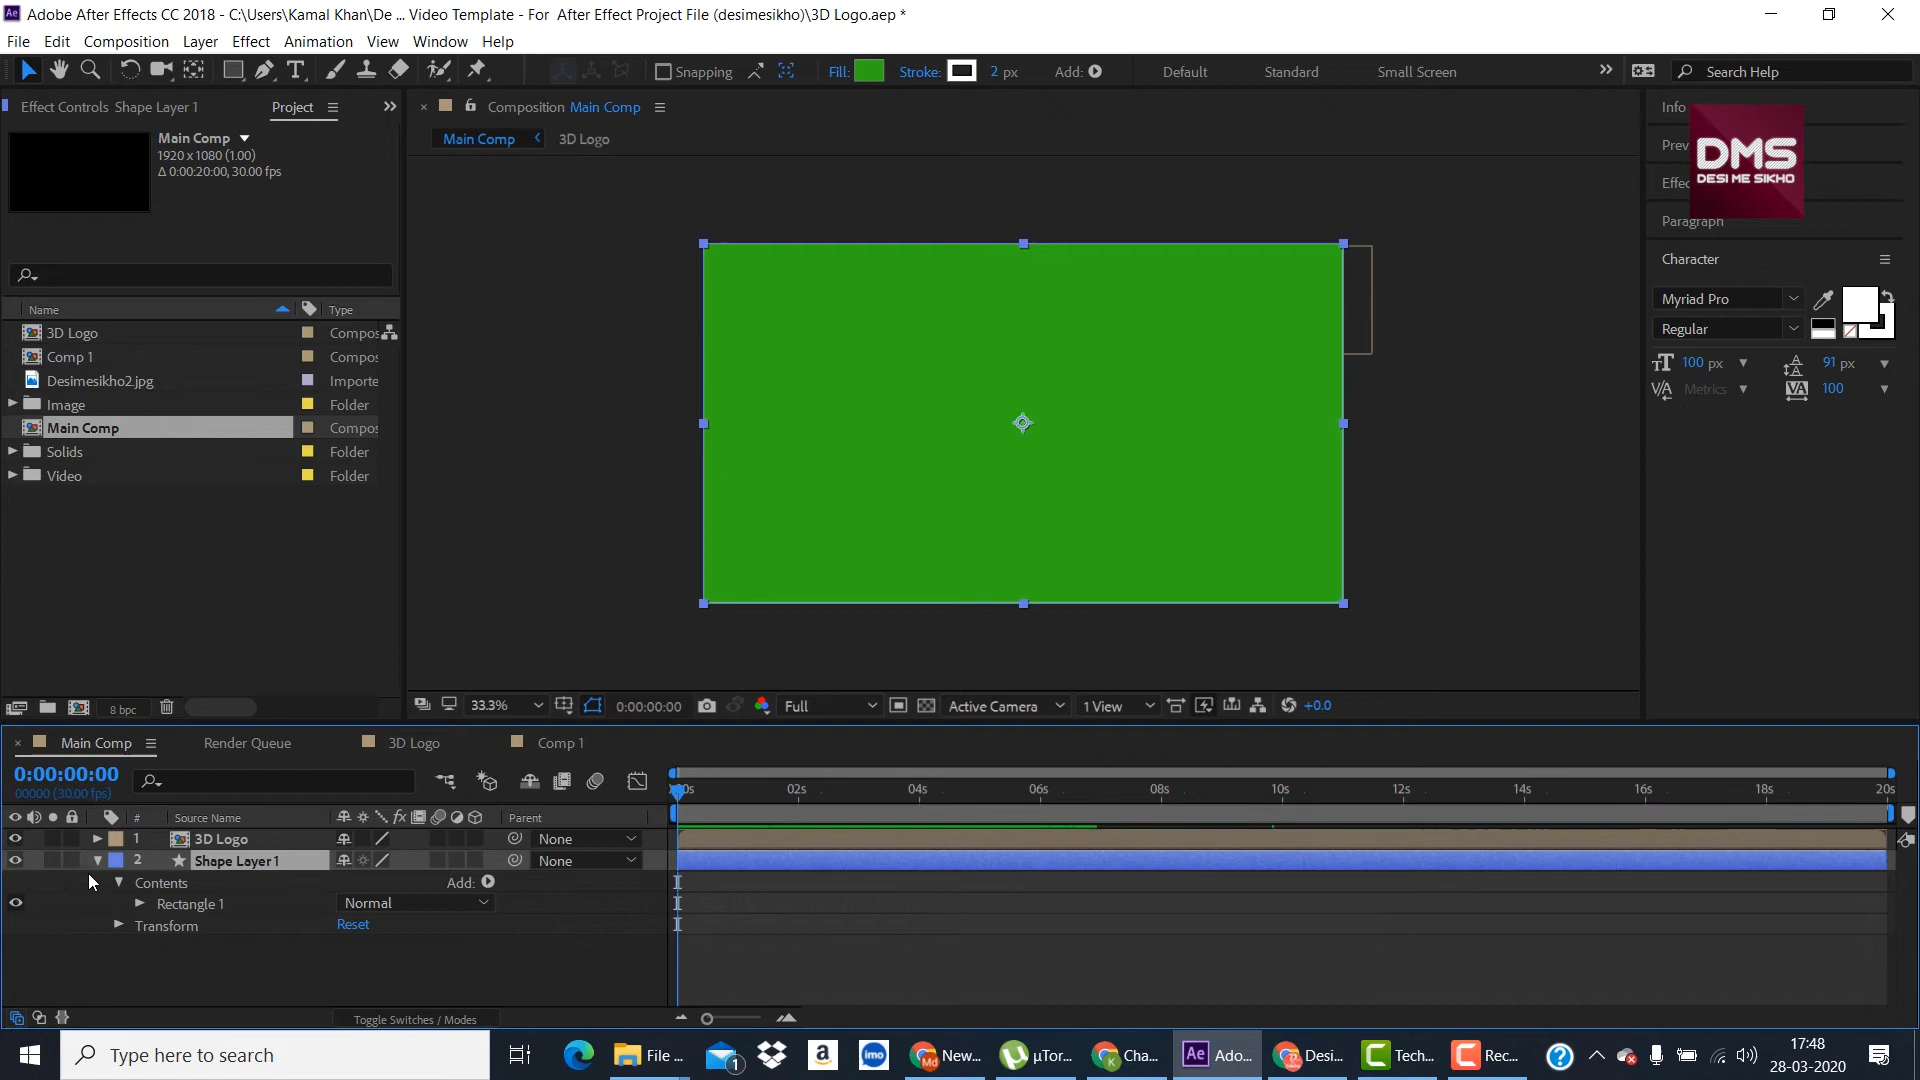 Adobe After Effects CC 2018 - C:\Users\Kamal Khan\De ... Video Template - For After Effect Project File (desimesikho)\3D Logo.aep *
File Edit Composition Layer Effect Animation View Window Help
Snapping Fill: Stroke: 2 px Add: Default Standard Small Screen Search Help
Effect Controls Shape Layer 1 Project
Composition Main Comp
Main Comp
1920 x 1080 (1.00)
Δ 0:00:20:00, 30.00 fps
Main Comp 3D Logo
Name Type
3D Logo Compos
Comp 1 Compos
Desimesikho2.jpg Importe
Image Folder
Main Comp Compos
Solids Folder
Video Folder
8 bpc
33.3% 0:00:00:00 Full Active Camera 1 View +0.0
Info
Prev
Effec
Paragraph
DMS
DESI ME SIKHO
Character
Myriad Pro
Regular
100 px 91 px
Metrics 100
Main Comp Render Queue 3D Logo Comp 1
0:00:00:00
00000 (30.00 fps)
02s 04s 06s 08s 10s 12s 14s 16s 18s 20s
# Source Name Parent
1 3D Logo None
2 Shape Layer 1 None
Contents Add:
Rectangle 1 Normal
Transform Reset
Toggle Switches / Modes
Type here to search
File ... 1 imo New... µTor... Cha... Ae Ado... Desi... Tech... Rec...
17:48
28-03-2020